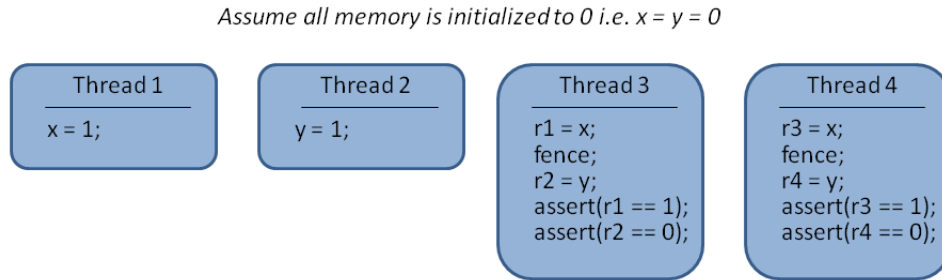 Assume all memory is initialized to 0 i.e. x = y = 0
Thread 1
x = 1;
Thread 2
y = 1;
Thread 3
r1 = x;
fence;
r2 = y;
assert(r1 == 1);
assert(r2 == 0);
Thread 4
r3 = x;
fence;
r4 = y;
assert(r3 == 1);
assert(r4 == 0);